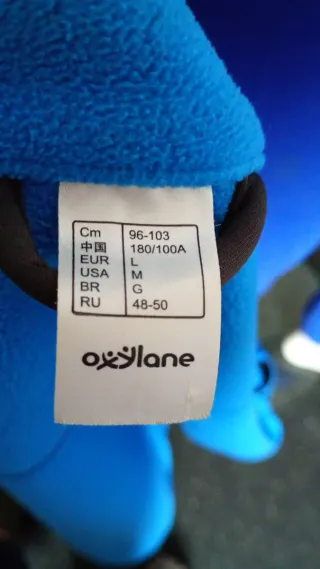 Cm 96-103
中国 180/100A
EUR L
USA M
BR G
RU 48-50
oxylane